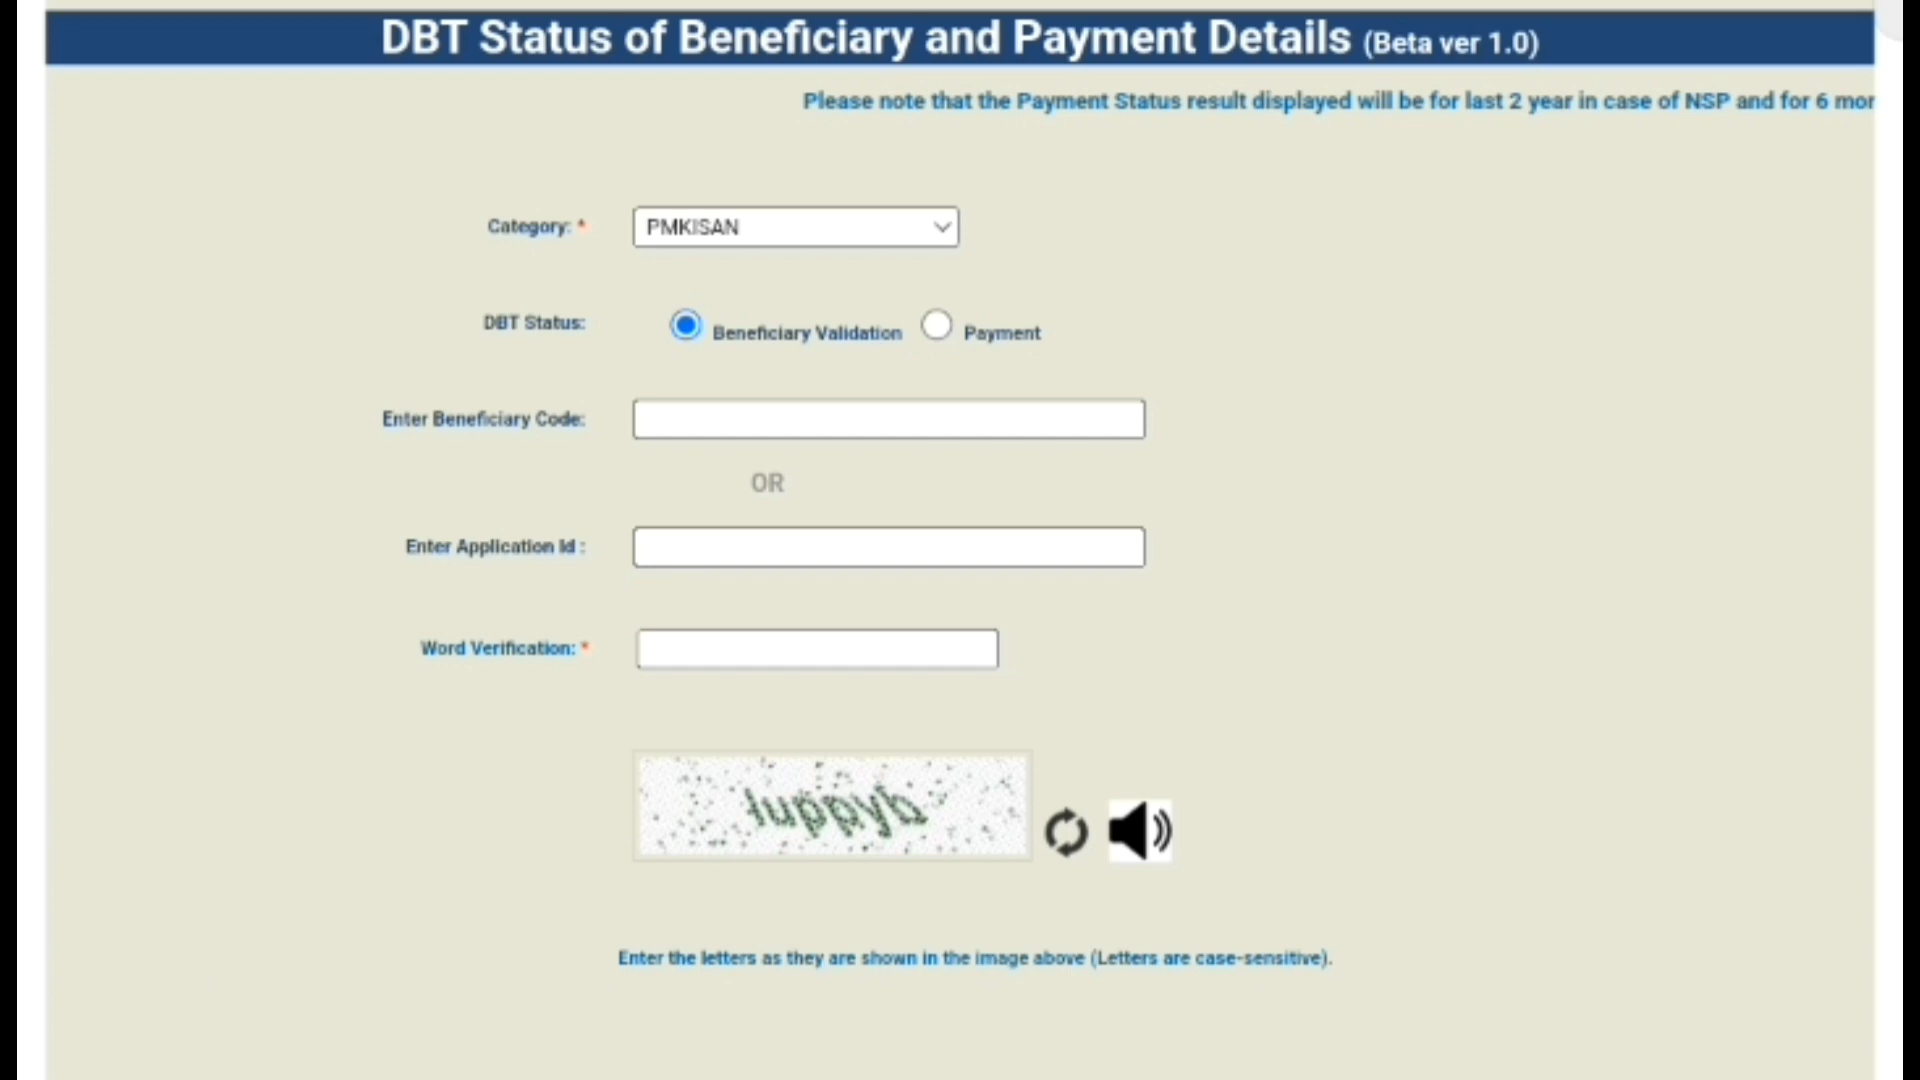 DBT Status of Beneficiary and Payment Details (Beta ver 1.0)
Please note that the Payment Status result displayed will be for last 2 year in case of NSP and for 6 mor
Category: *
PMKISAN
DBT Status:
Beneficiary Validation
Payment
Enter Beneficiary Code:
OR
Enter Application Id :
Word Verification: *
Enter the letters as they are shown in the image above (Letters are case-sensitive).